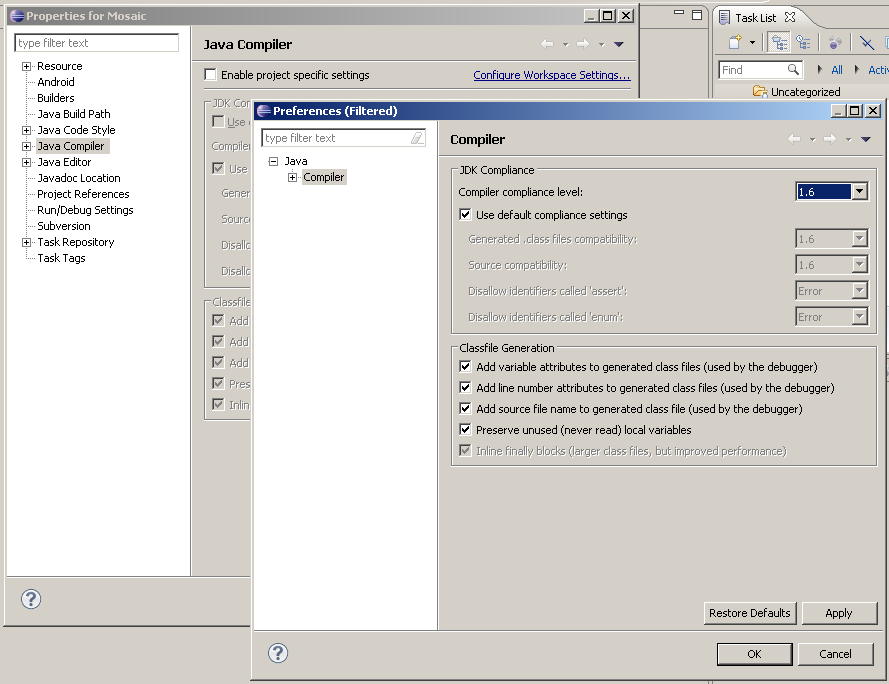 Properties for Mosaic
type filter text
Resource
Android
Builders
Java Build Path
Java Code Style
Java Compiler
Java Editor
Javadoc Location
Project References
Run/Debug Settings
Subversion
Task Repository
Task Tags
Java Compiler
Enable project specific settings
Configure Workspace Settings...
JDK Con
Use
Compiler
Use
Gener
Source
Disallo
Disallo
Classfile
Add
Add
Add
Pres
Inlin
Task List
Find
All
Activ
Uncategorized
Preferences (Filtered)
type filter text
Java
Compiler
Compiler
JDK Compliance
Compiler compliance level:
1.6
Use default compliance settings
Generated .class files compatibility:
1.6
Source compatibility:
1.6
Disallow identifiers called 'assert':
Error
Disallow identifiers called 'enum':
Error
Classfile Generation
Add variable attributes to generated class files (used by the debugger)
Add line number attributes to generated class files (used by the debugger)
Add source file name to generated class file (used by the debugger)
Preserve unused (never read) local variables
Inline finally blocks (larger class files, but improved performance)
Restore Defaults
Apply
OK
Cancel